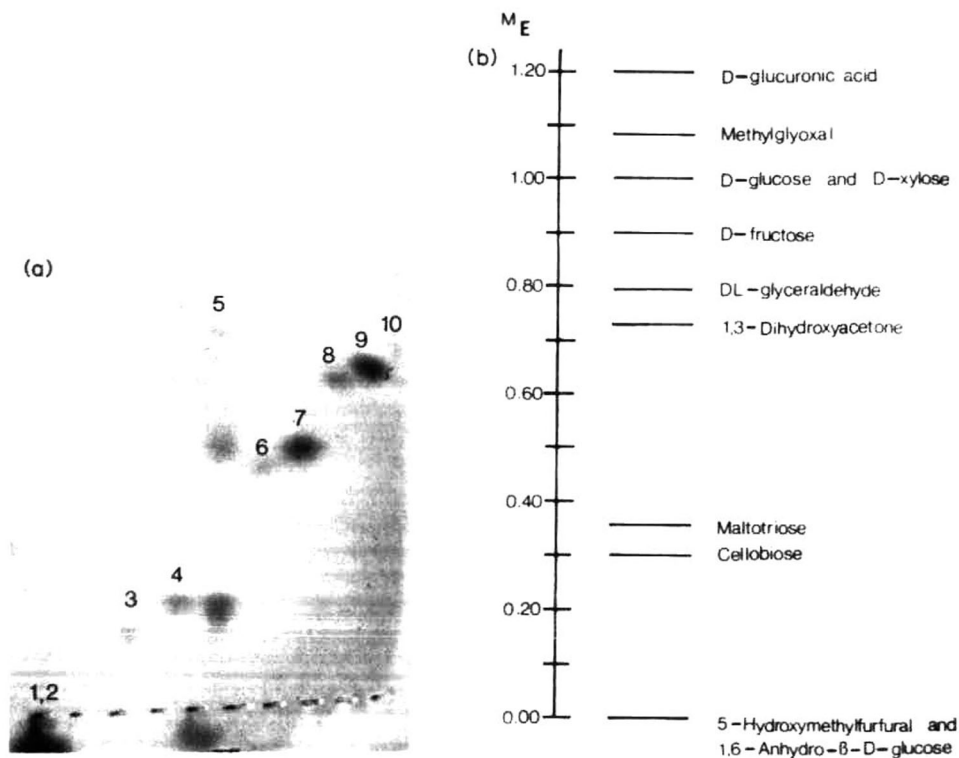 (a)
5
10
9
8
7
6
4
3
1,2
(b)
M E
1.20
1.00
0.80
0.60
0.40
0.20
0.00
D-glucuronic acid
Methylglyoxal
D-glucose and D-xylose
D-fructose
DL-glyceraldehyde
1,3-Dihydroxyacetone
Maltotriose
Cellobiose
5-Hydroxymethylfurfural and
1,6-Anhydro-β-D-glucose